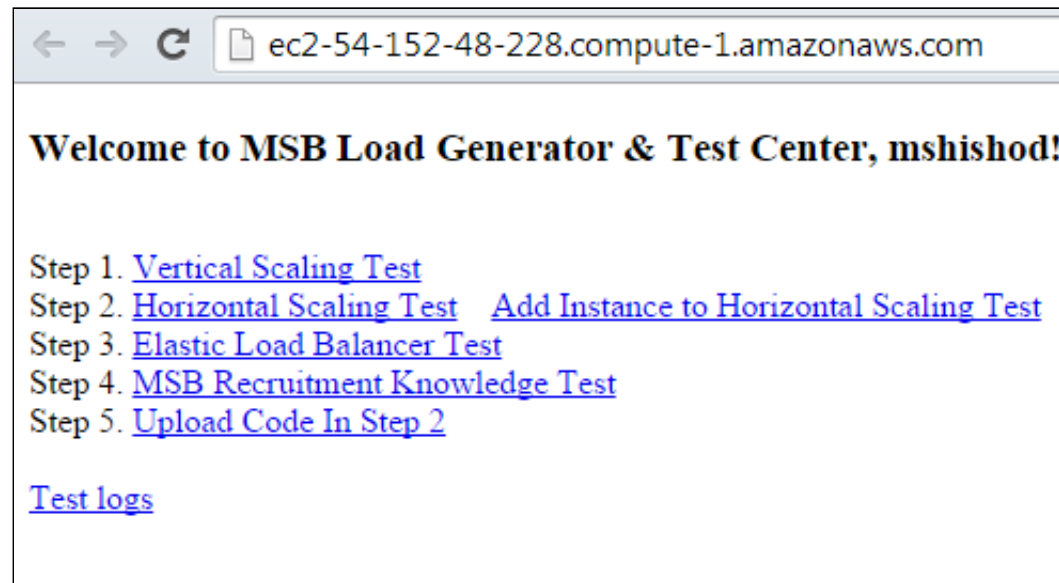 ec2-54-152-48-228.compute-1.amazonaws.com
Welcome to MSB Load Generator & Test Center, mshishod!
Step 1. Vertical Scaling Test
Step 2. Horizontal Scaling Test Add Instance to Horizontal Scaling Test
Step 3. Elastic Load Balancer Test
Step 4. MSB Recruitment Knowledge Test
Step 5. Upload Code In Step 2
Test logs